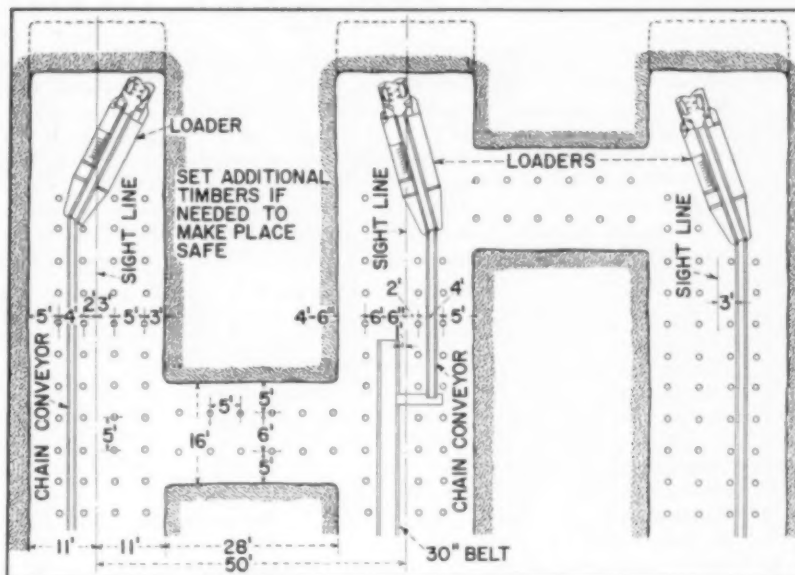 LOADER
LOADERS
SET ADDITIONAL
TIMBERS IF
NEEDED TO
MAKE PLACE
SAFE
SIGHT LINE
SIGHT LINE
SIGHT LINE
5' 4' 2' 3' 5' 3'
4'-6"
6'-6"
2'
4'
5'
3'
CHAIN CONVEYOR
5'
16'
5'
5'
6'
5'
CHAIN CONVEYOR
11' 11' 28'
50'
30" BELT